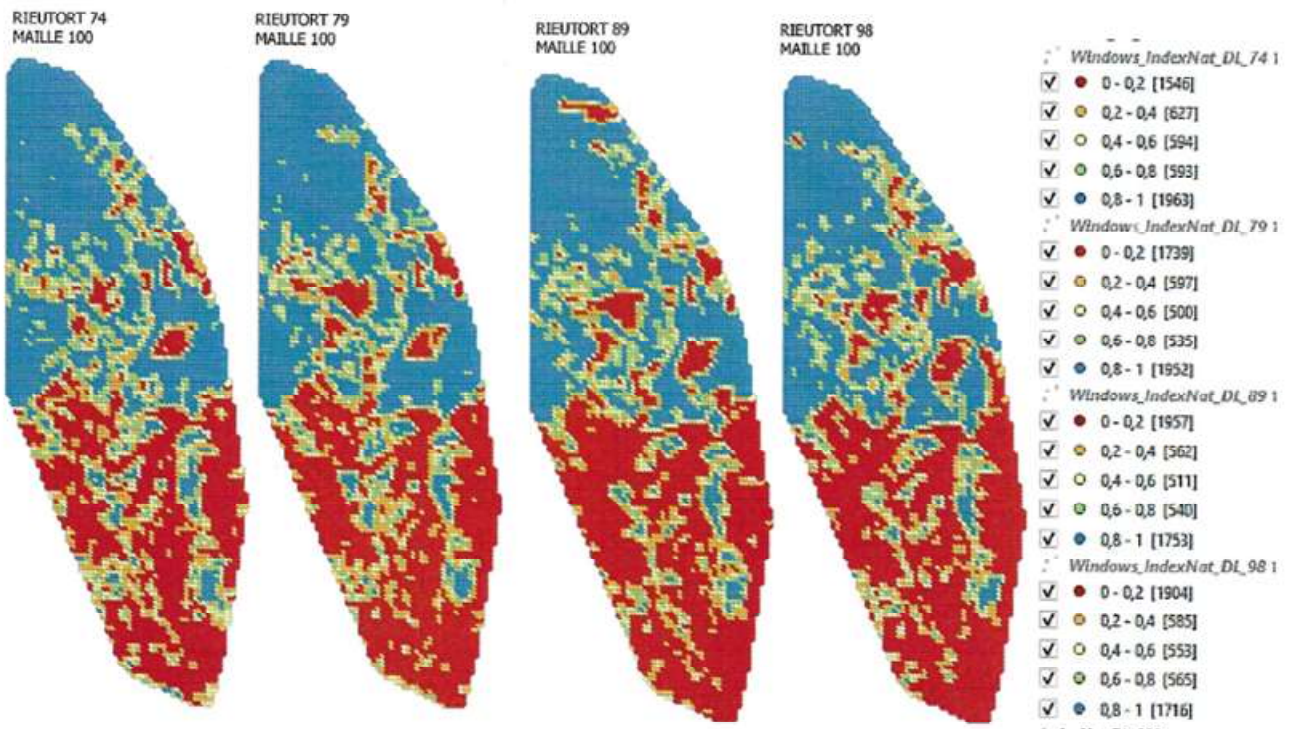 RIEUTORT 74
MAILLE 100
RIEUTORT 79
MAILLE 100
RIEUTORT 89
MAILLE 100
RIEUTORT 98
MAILLE 100
Windows_IndexNat_DL_74 1
0 - 0,2 [1546]
0,2 - 0,4 [627]
0,4 - 0,6 [594]
0,6 - 0,8 [593]
0,8 - 1 [1963]
Windows_IndexNat_DL_79 1
0 - 0,2 [1739]
0,2 - 0,4 [597]
0,4 - 0,6 [500]
0,6 - 0,8 [535]
0,8 - 1 [1952]
Windows_IndexNat_DL_89 1
0 - 0,2 [1957]
0,2 - 0,4 [562]
0,4 - 0,6 [511]
0,6 - 0,8 [540]
0,8 - 1 [1753]
Windows_IndexNat_DL_98 1
0 - 0,2 [1904]
0,2 - 0,4 [585]
0,4 - 0,6 [553]
0,6 - 0,8 [565]
0,8 - 1 [1716]